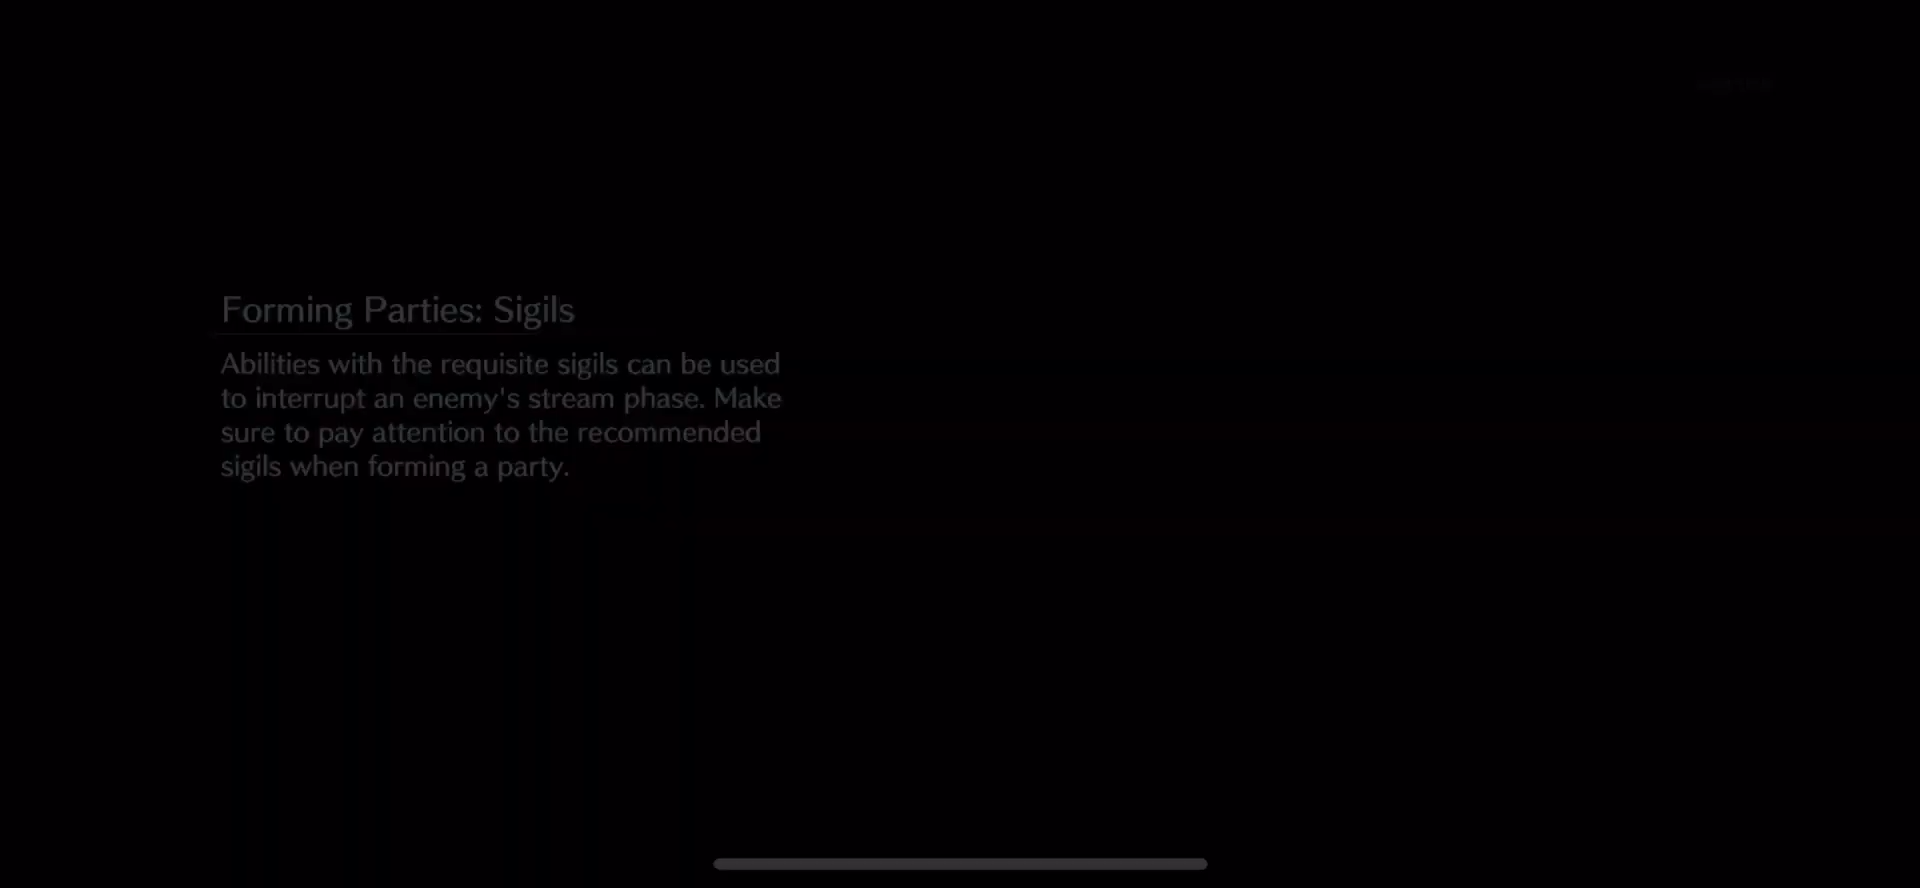 Forming Parties: Sigils
Abilities with the requisite sigils can be used
to interrupt an enemy's stream phase. Make
sure to pay attention to the recommended
sigils when forming a party.